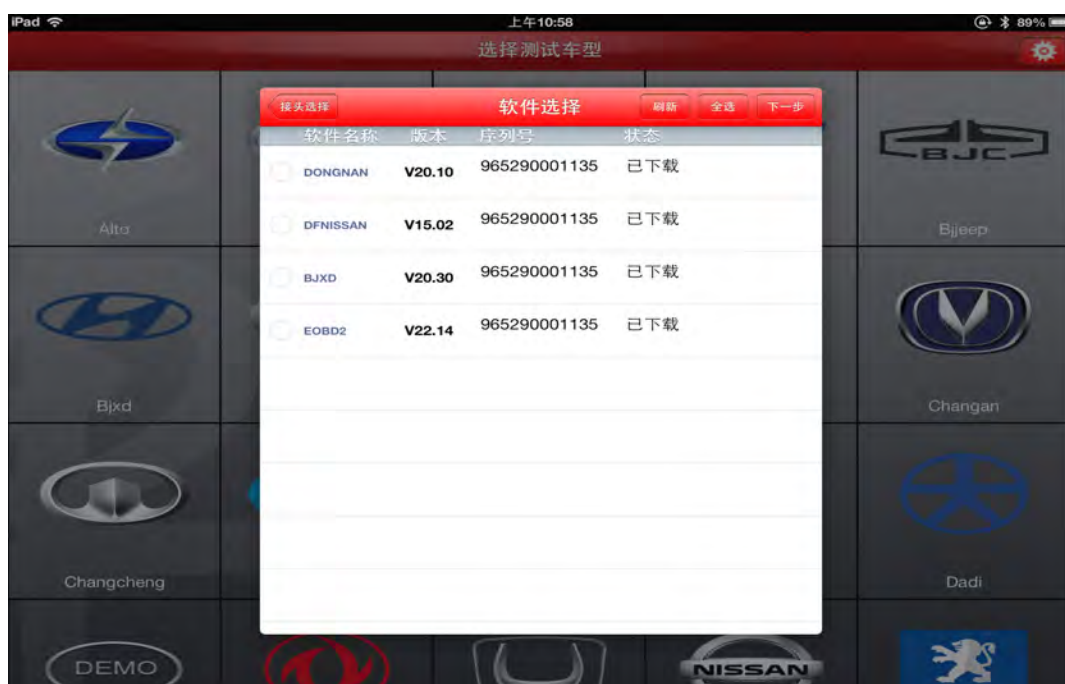 iPad 上午10:58 89%
选择测试车型
接头选择 软件选择 刷新 全选 下一步
软件名称 版本 序列号 状态
DONGNAN V20.10 965290001135 已下载
DFNISSAN V15.02 965290001135 已下载
BJXD V20.30 965290001135 已下载
EOBD2 V22.14 965290001135 已下载
BJC
Alto Bjjeep
Bjxd Changan
Changcheng Dadi
DEMO NISSAN